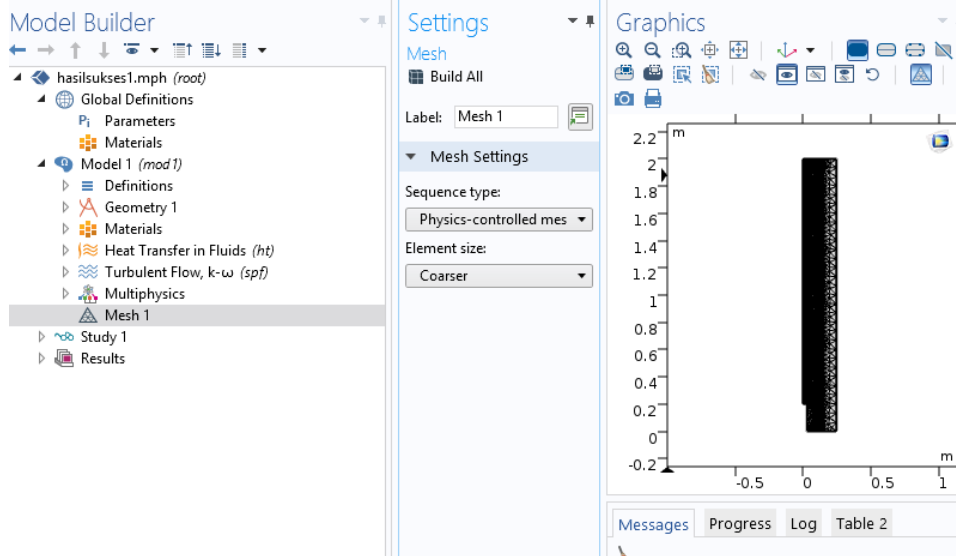 Model Builder
hasilsukses1.mph (root)
Global Definitions
Pi Parameters
Materials
Model 1 (mod1)
Definitions
Geometry 1
Materials
Heat Transfer in Fluids (ht)
Turbulent Flow, k-ω (spf)
Multiphysics
Mesh 1
Study 1
Results
Settings
Mesh
Build All
Label: Mesh 1
Mesh Settings
Sequence type:
Physics-controlled mes
Element size:
Coarser
Graphics
2.2 m
2
1.8
1.6
1.4
1.2
1
0.8
0.6
0.4
0.2
0
-0.2
m
-0.5 0 0.5 1
Messages Progress Log Table 2